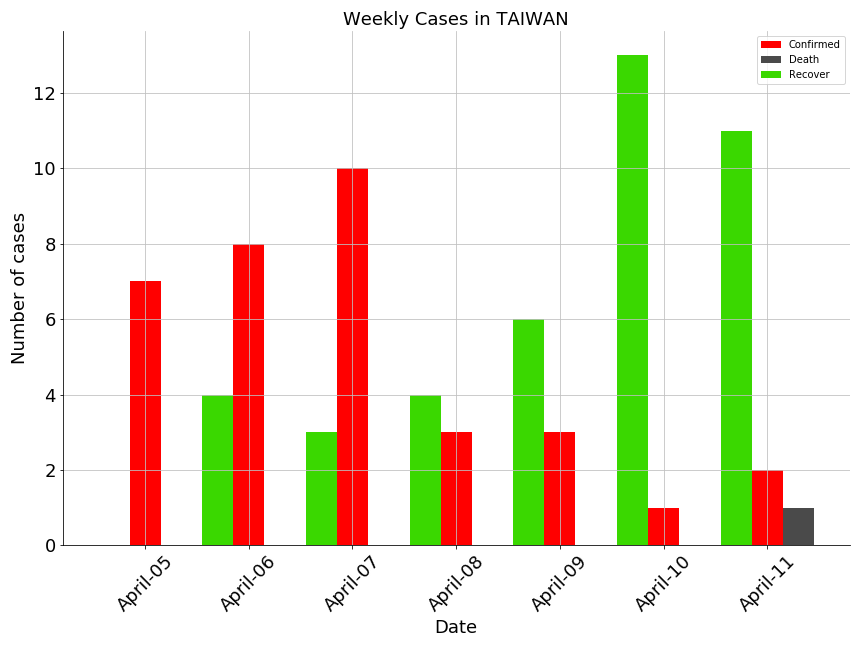 Weekly Cases in TAIWAN
Confirmed
Death
Recover
Number of cases
12
10
8
6
4
2
0
April-05
April-06
April-07
April-08
April-09
April-10
April-11
Date